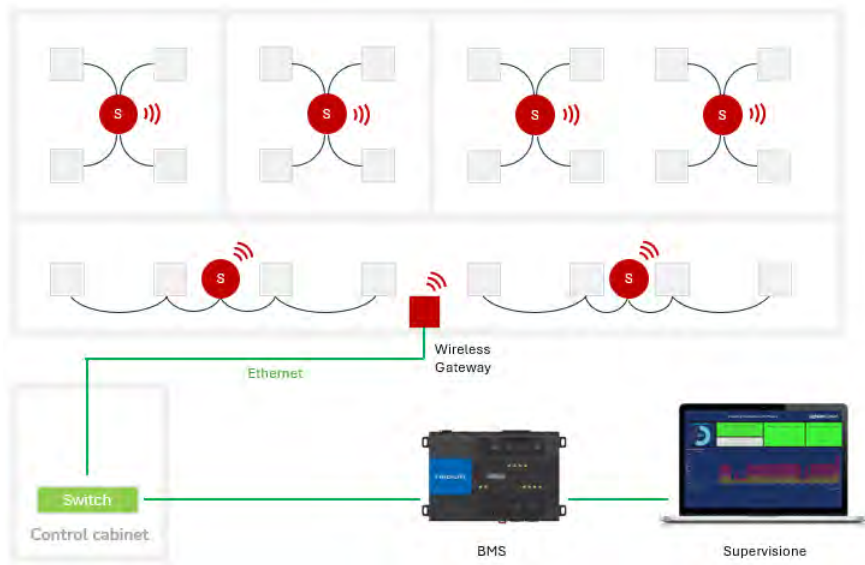 S
S
S
S
S
S
Wireless
Gateway
Ethernet
Switch
Control cabinet
BMS
Supervisione